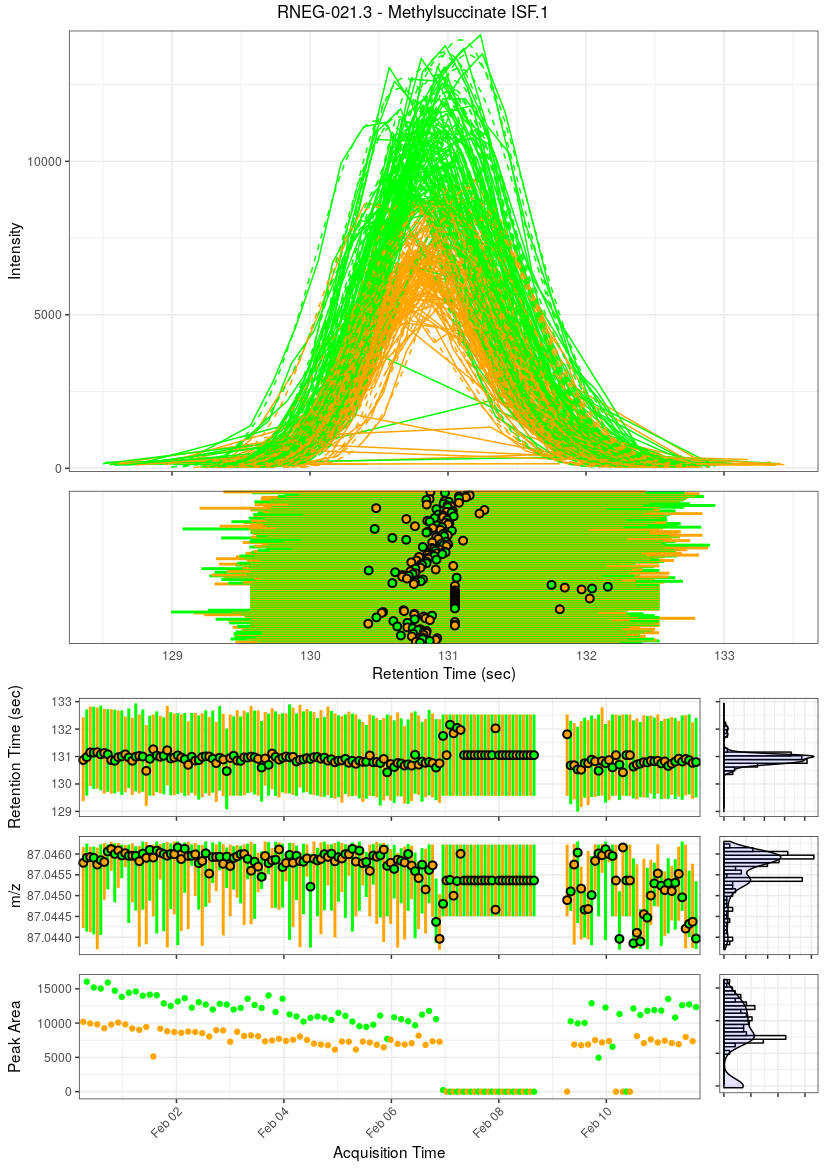 RNEG-021.3 - Methylsuccinate ISF.1
10000
5000
0
Intensity
129
130
131
132
133
Retention Time (sec)
133
132
131
130
129
Retention Time (sec)
87.0460
87.0455
87.0450
87.0445
87.0440
m/z
15000
10000
5000
0
Peak Area
Feb 02
Feb 04
Feb 06
Feb 08
Feb 10
Acquisition Time